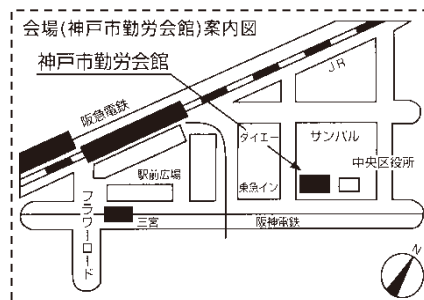 会場(神戸市勤労会館)案内図
神戸市勤労会館
JR
阪急電鉄
ダイエー
サンパル
中央区役所
駅前広場
東急イン
フラワーロード
三宮
阪神電鉄
N